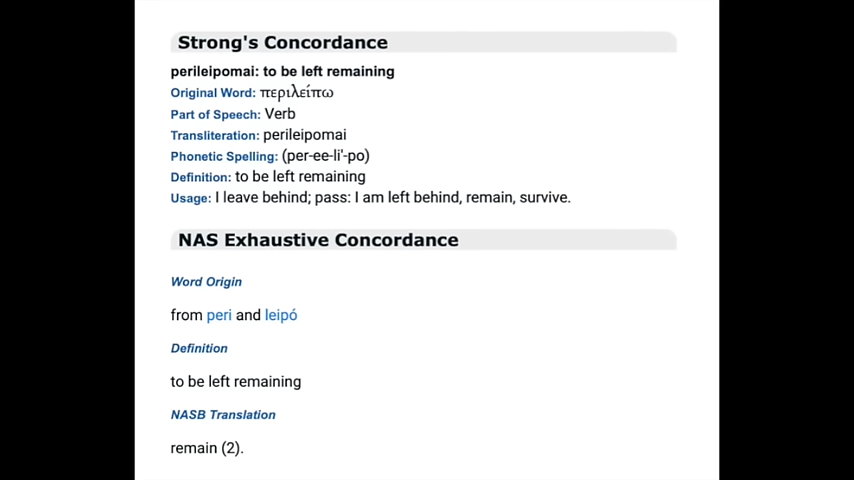 Strong's Concordance
perileipomai: to be left remaining
Original Word: περιλείπω
Part of Speech: Verb
Transliteration: perileipomai
Phonetic Spelling: (per-ee-li'-po)
Definition: to be left remaining
Usage: I leave behind; pass: I am left behind, remain, survive.
NAS Exhaustive Concordance
Word Origin
from peri and leipó
Definition
to be left remaining
NASB Translation
remain (2).